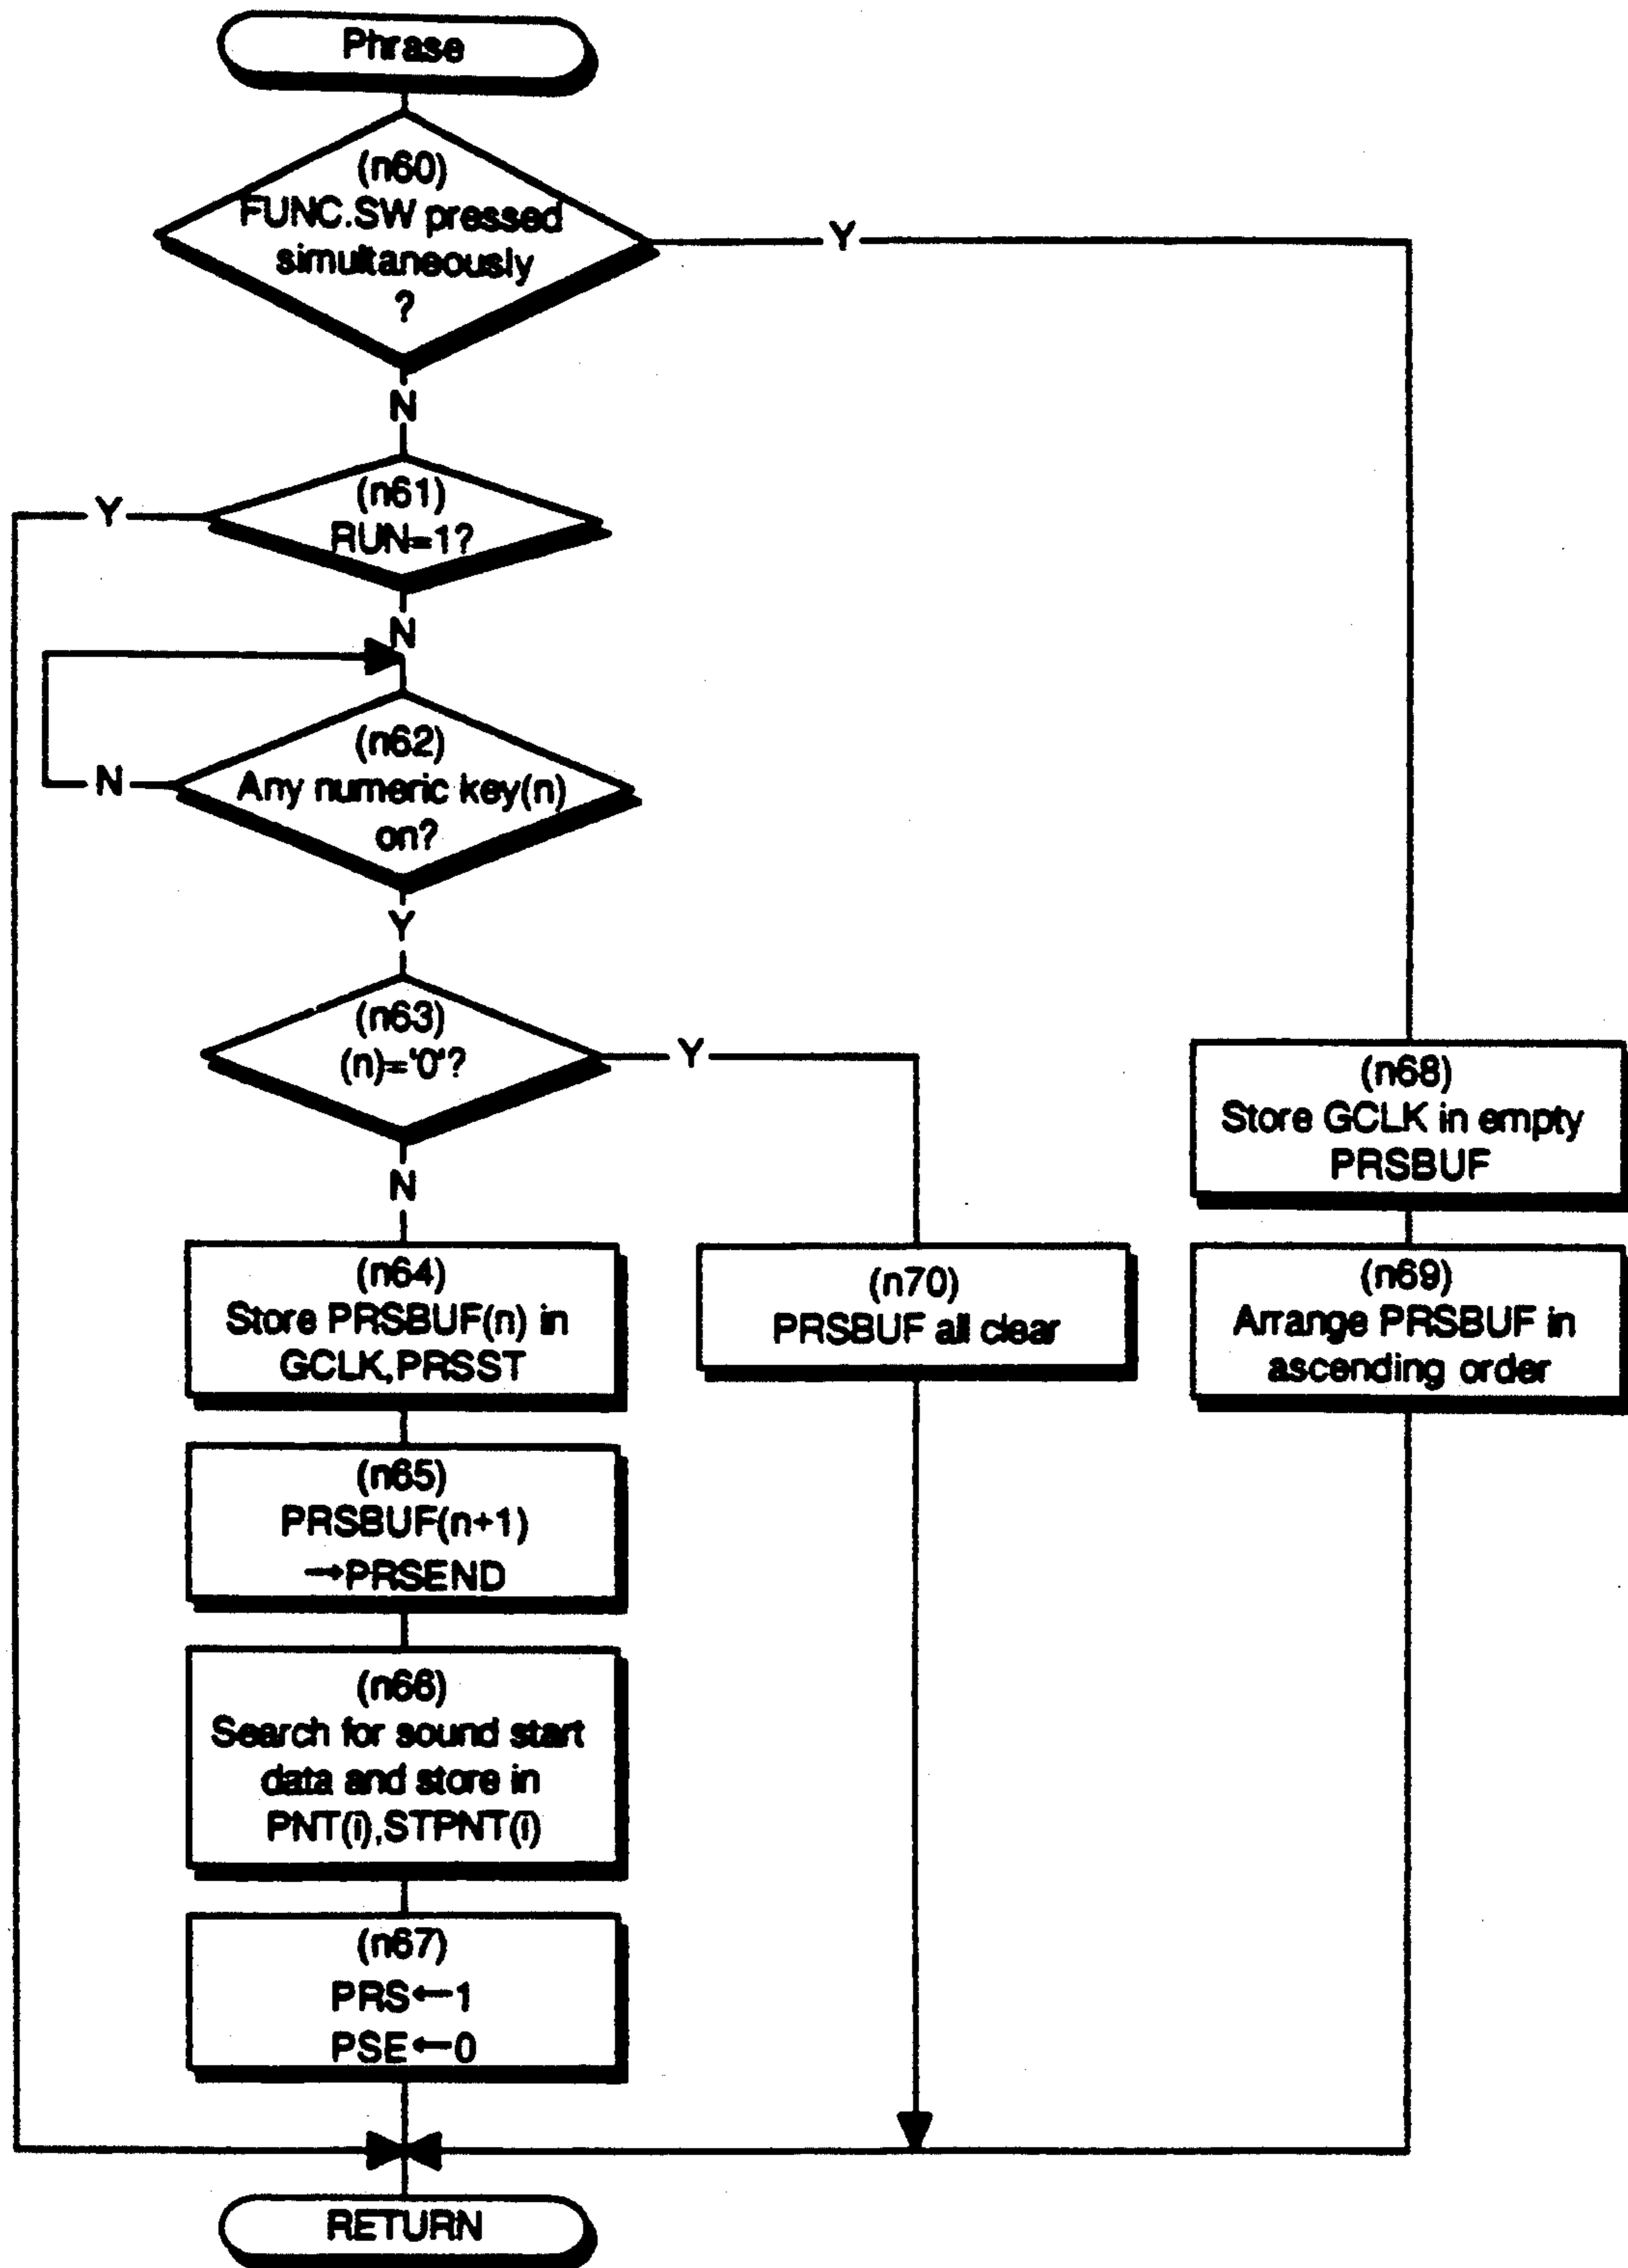 Phrase
(n60)
FUNC.SW pressed
simultaneously
?
Y
N
(n61)
RUN=1?
Y
N
(n62)
Any numeric key(n)
on?
N
Y
(n63)
(n)='0'?
Y
N
(n64)
Store PRSBUF(n) in
GCLK,PRSST
(n65)
PRSBUF(n+1)
→PRSEND
(n66)
Search for sound start
data and store in
PNT(i),STPNT(i)
(n67)
PRS←1
PSE←0
(n70)
PRSBUF all clear
(n68)
Store GCLK in empty
PRSBUF
(n69)
Arrange PRSBUF in
ascending order
RETURN